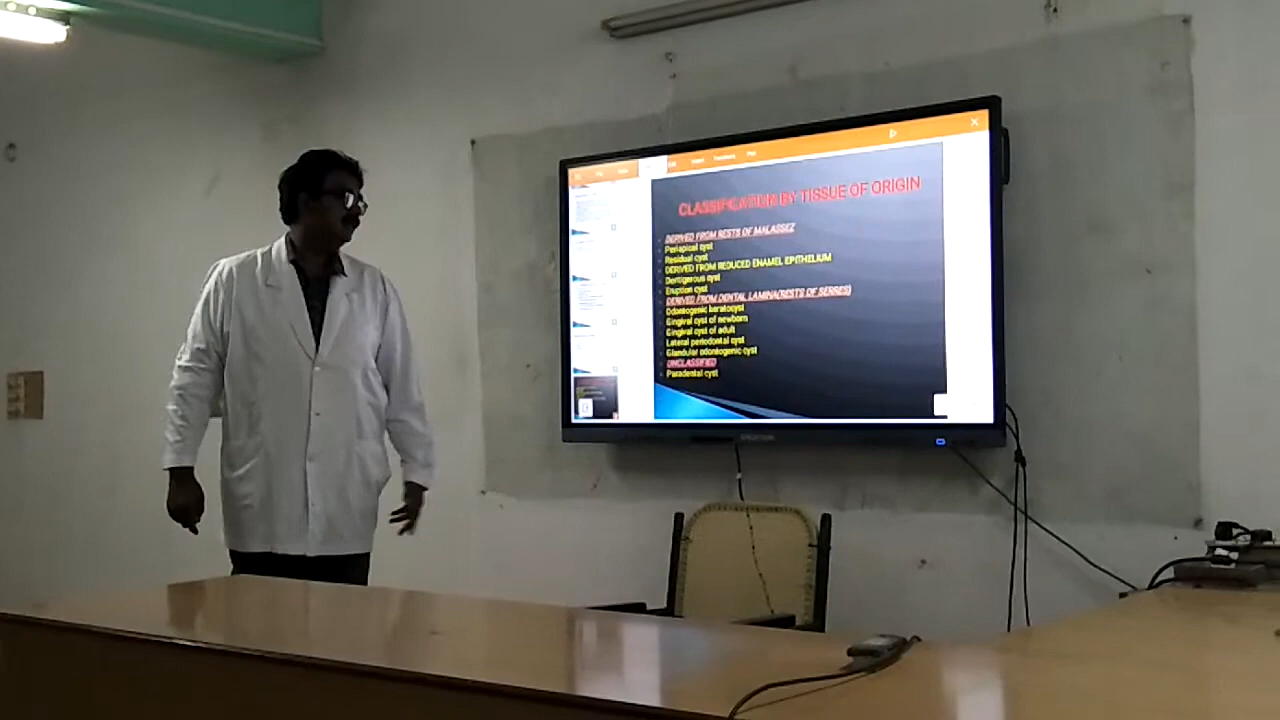 CLASSIFICATION BY TISSUE OF ORIGIN
DERIVED FROM RESTS OF MALASSEZ
Periapical cyst
Residual cyst
DERIVED FROM REDUCED ENAMEL EPITHELIUM
Dentigerous cyst
Eruption cyst
DERIVED FROM DENTAL LAMINA(RESTS OF SERRES)
Odontogenic keratocyst
Gingival cyst of newborn
Gingival cyst of adult
Lateral periodontal cyst
Glandular odontogenic cyst
UNCLASSIFIED
Paradental cyst